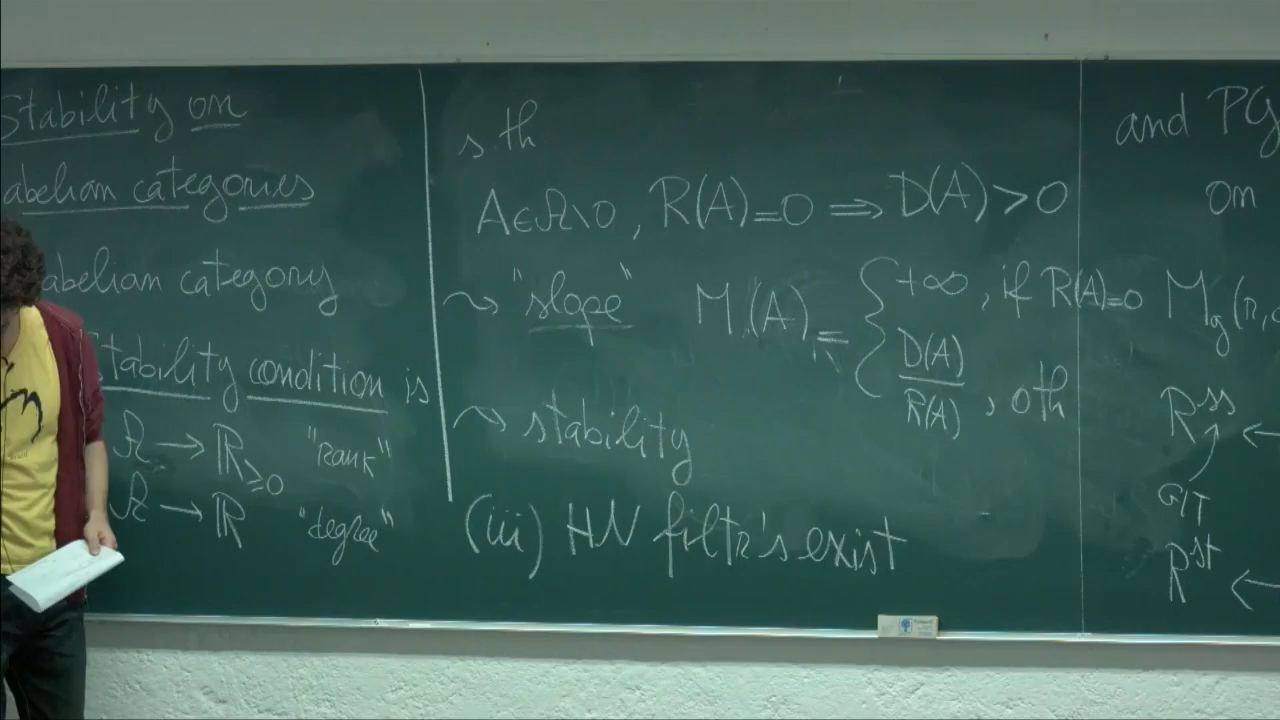 Stability on
abelian categories
abelian category
tability condition is
𝒜 → ℝ≥0 "rank"
𝒜 → ℝ "degree"
s.th
A∈𝒜\0, R(A)=0 ⇒ D(A)>0
⇝ "slope" M(A) = { +∞, if R(A)=0
D(A)/R(A), oth
⇝ stability
(iii) HN filtr's exist
and PG
on
M_g(r,
R^ss ←
GIT
R^st ←